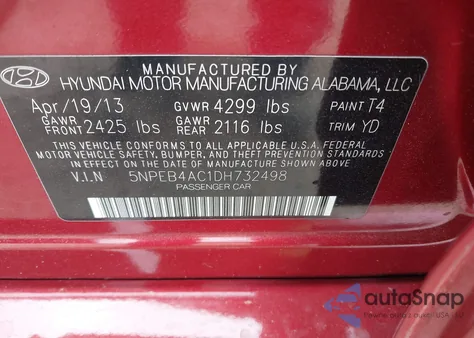 MANUFACTURED BY
HYUNDAI MOTOR MANUFACTURING ALABAMA, LLC
Apr/19/13 GVWR 4299 lbs PAINT T4
GAWR FRONT 2425 lbs GAWR REAR 2116 lbs TRIM YD
THIS VEHICLE CONFORMS TO ALL APPLICABLE U.S.A. FEDERAL
MOTOR VEHICLE SAFETY, BUMPER, AND THEFT PREVENTION
STANDARDS IN EFFECT ON THE DATE OF MANUFACTURE SHOWN ABOVE.
V.I.N 5NPEB4AC1DH732498
PASSENGER CAR
autoSnap